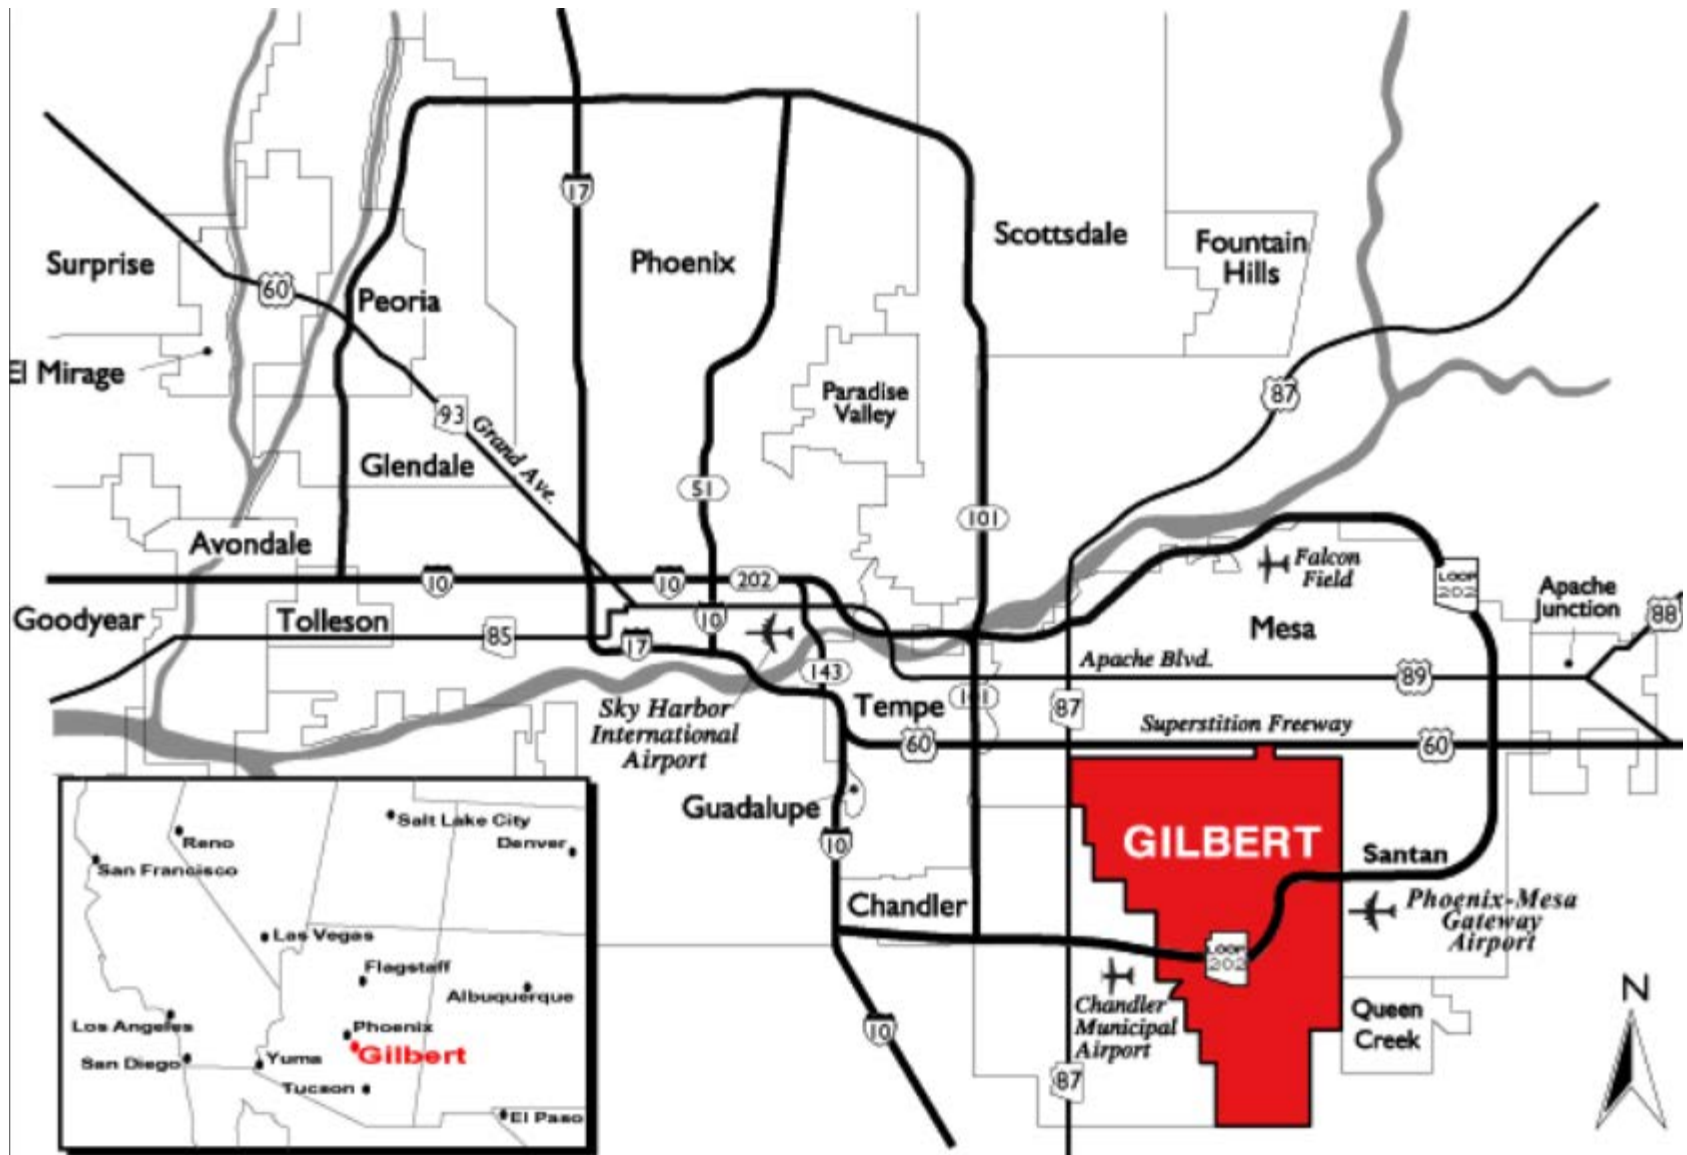 17
Scottsdale
Fountain
Hills
Phoenix
Surprise
60
Peoria
El Mirage
87
Paradise
Valley
93
Grand Ave.
Glendale
51
101
Avondale
Falcon
Field
10
10
202
LOOP
202
Apache
Junction
88
Goodyear
Tolleson
10
Mesa
85
17
143
Apache Blvd.
89
101
Tempe
87
Sky Harbor
International
Airport
Superstition Freeway
60
60
Guadalupe
10
GILBERT
Santan
Chandler
Phoenix-Mesa
Gateway
Airport
LOOP
202
Chandler
Municipal
Airport
10
87
Queen
Creek
N
Salt Lake City
Reno
Denver
San Francisco
Las Vegas
Flagstaff
Albuquerque
Los Angeles
Phoenix
Gilbert
San Diego
Yuma
Tucson
El Paso